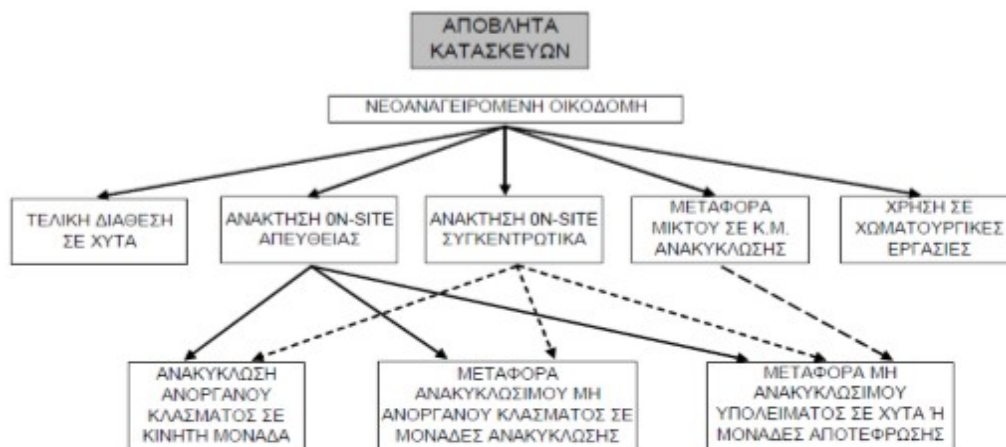 ΑΠΟΒΛΗΤΑ
ΚΑΤΑΣΚΕΥΩΝ
ΝΕΟΑΝΑΓΕΙΡΟΜΕΝΗ ΟΙΚΟΔΟΜΗ
ΤΕΛΙΚΗ ΔΙΑΘΕΣΗ
ΣΕ ΧΥΤΑ
ΑΝΑΚΤΗΣΗ 0N-SITE
ΑΠΕΥΘΕΙΑΣ
ΑΝΑΚΤΗΣΗ 0N-SITE
ΣΥΓΚΕΝΤΡΩΤΙΚΑ
ΜΕΤΑΦΟΡΑ
ΜΙΚΤΟΥ ΣΕ Κ.Μ.
ΑΝΑΚΥΚΛΩΣΗΣ
ΧΡΗΣΗ ΣΕ
ΧΩΜΑΤΟΥΡΓΙΚΕΣ
ΕΡΓΑΣΙΕΣ
ΑΝΑΚΥΚΛΩΣΗ
ΑΝΟΡΓΑΝΟΥ
ΚΛΑΣΜΑΤΟΣ ΣΕ
ΚΙΝΗΤΗ ΜΟΝΑΔΑ
ΜΕΤΑΦΟΡΑ
ΑΝΑΚΥΚΛΩΣΙΜΟΥ ΜΗ
ΑΝΟΡΓΑΝΟΥ ΚΛΑΣΜΑΤΟΣ ΣΕ
ΜΟΝΑΔΕΣ ΑΝΑΚΥΚΛΩΣΗΣ
ΜΕΤΑΦΟΡΑ ΜΗ
ΑΝΑΚΥΚΛΩΣΙΜΟΥ
ΥΠΟΛΕΙΜΑΤΟΣ ΣΕ ΧΥΤΑ Ή
ΜΟΝΑΔΕΣ ΑΠΟΤΕΦΡΩΣΗΣ